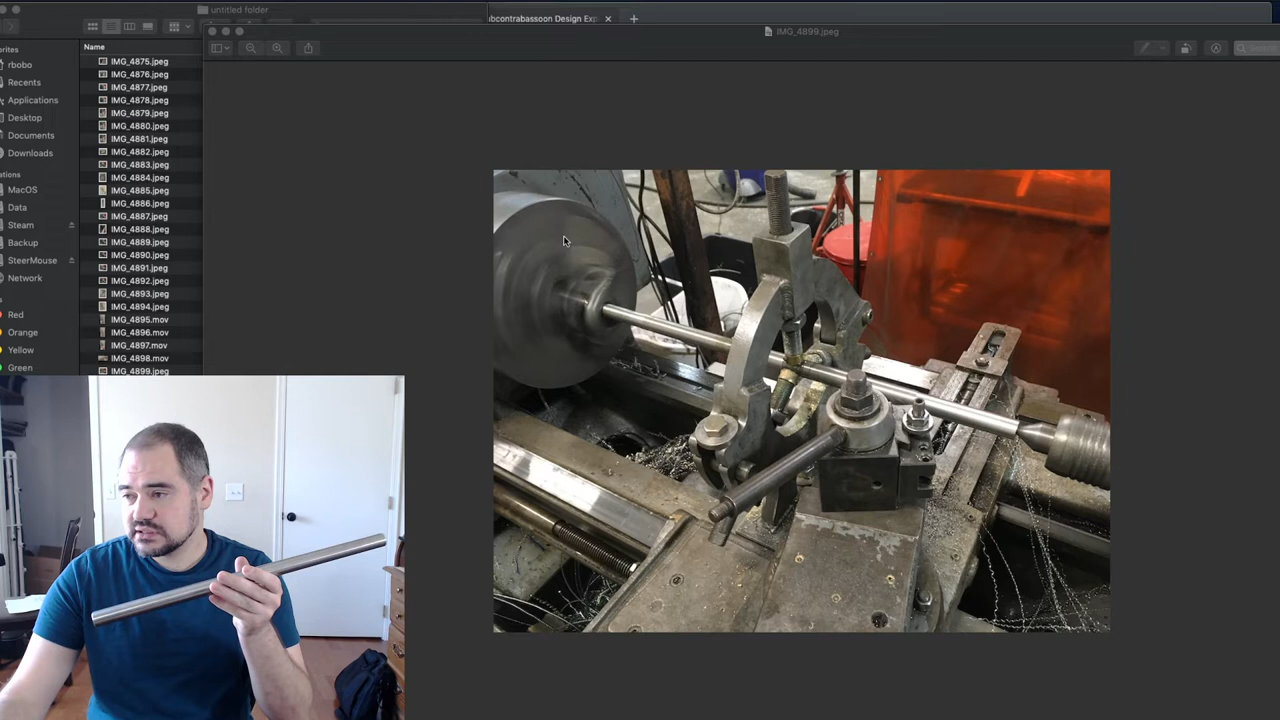 untitled folder
ubcontrabassoon Design Exp
IMG_4899.jpeg
Name
orites
rbobo
Recents
Applications
Desktop
Documents
Downloads
ations
MacOS
Data
Steam
Backup
SteerMouse
Network
s
Red
Orange
Yellow
Green
IMG_4875.jpeg
IMG_4876.jpeg
IMG_4877.jpeg
IMG_4878.jpeg
IMG_4879.jpeg
IMG_4880.jpeg
IMG_4881.jpeg
IMG_4882.jpeg
IMG_4883.jpeg
IMG_4884.jpeg
IMG_4885.jpeg
IMG_4886.jpeg
IMG_4887.jpeg
IMG_4888.jpeg
IMG_4889.jpeg
IMG_4890.jpeg
IMG_4891.jpeg
IMG_4892.jpeg
IMG_4893.jpeg
IMG_4894.jpeg
IMG_4895.mov
IMG_4896.mov
IMG_4897.mov
IMG_4898.mov
IMG_4899.jpeg